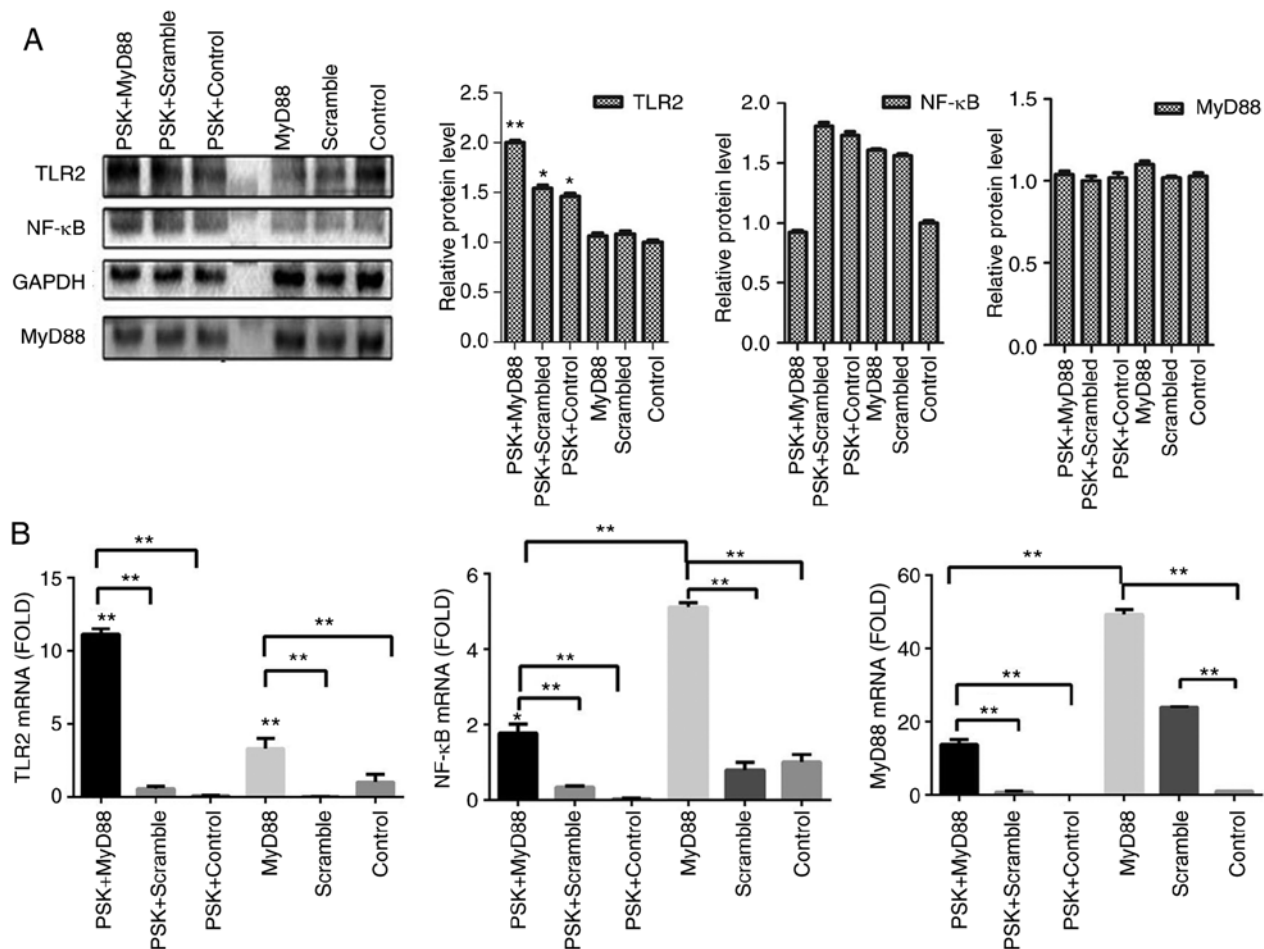 A
PSK+MyD88
PSK+Scramble
PSK+Control
MyD88
Scramble
Control
TLR2
NF-κB
GAPDH
MyD88
TLR2
Relative protein level
2.5
2.0
1.5
1.0
0.5
0.0
**
*
*
PSK+MyD88
PSK+Scrambled
PSK+Control
MyD88
Scrambled
Control
NF-κB
Relative protein level
2.0
1.5
1.0
0.5
0.0
PSK+MyD88
PSK+Scrambled
PSK+Control
MyD88
Scrambled
Control
MyD88
Relative protein level
1.5
1.0
0.5
0.0
PSK+MyD88
PSK+Scrambled
PSK+Control
MyD88
Scrambled
Control
B
TLR2 mRNA (FOLD)
15
10
5
0
**
**
**
**
**
**
PSK+MyD88
PSK+Scramble
PSK+Control
MyD88
Scramble
Control
NF-κB mRNA (FOLD)
6
4
2
0
**
**
**
**
**
*
PSK+MyD88
PSK+Scramble
PSK+Control
MyD88
Scramble
Control
MyD88 mRNA (FOLD)
60
40
20
0
**
**
**
**
**
PSK+MyD88
PSK+Scramble
PSK+Control
MyD88
Scramble
Control